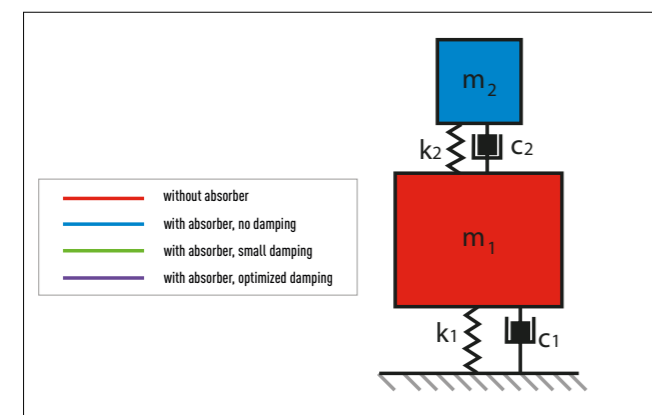 without absorber
with absorber, no damping
with absorber, small damping
with absorber, optimized damping
m₂
k₂ c₂
m₁
k₁ c₁